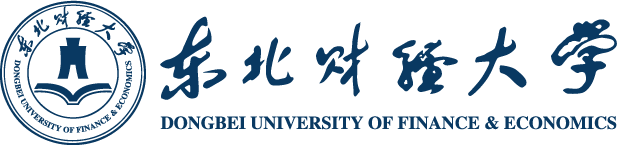 东北财经大学
DONGBEI UNIVERSITY OF FINANCE & ECONOMICS
东北财经大学
DONGBEI UNIVERSITY OF FINANCE & ECONOMICS